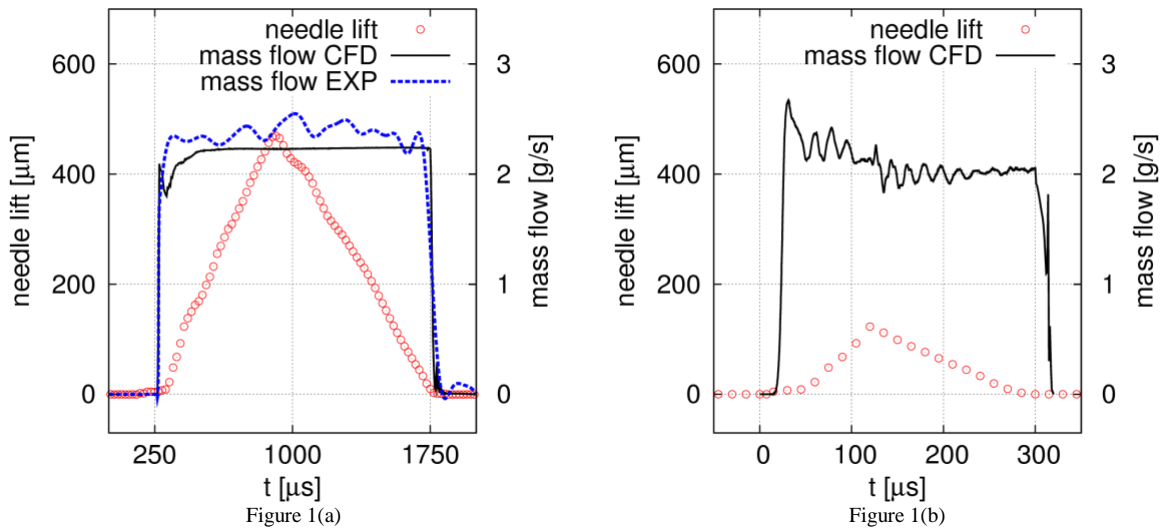 needle lift
mass flow CFD
mass flow EXP
600
400
200
0
needle lift [µm]
3
2
1
0
mass flow [g/s]
250 1000 1750
t [µs]
Figure 1(a)
needle lift
mass flow CFD
600
400
200
0
needle lift [µm]
3
2
1
0
mass flow [g/s]
0 100 200 300
t [µs]
Figure 1(b)